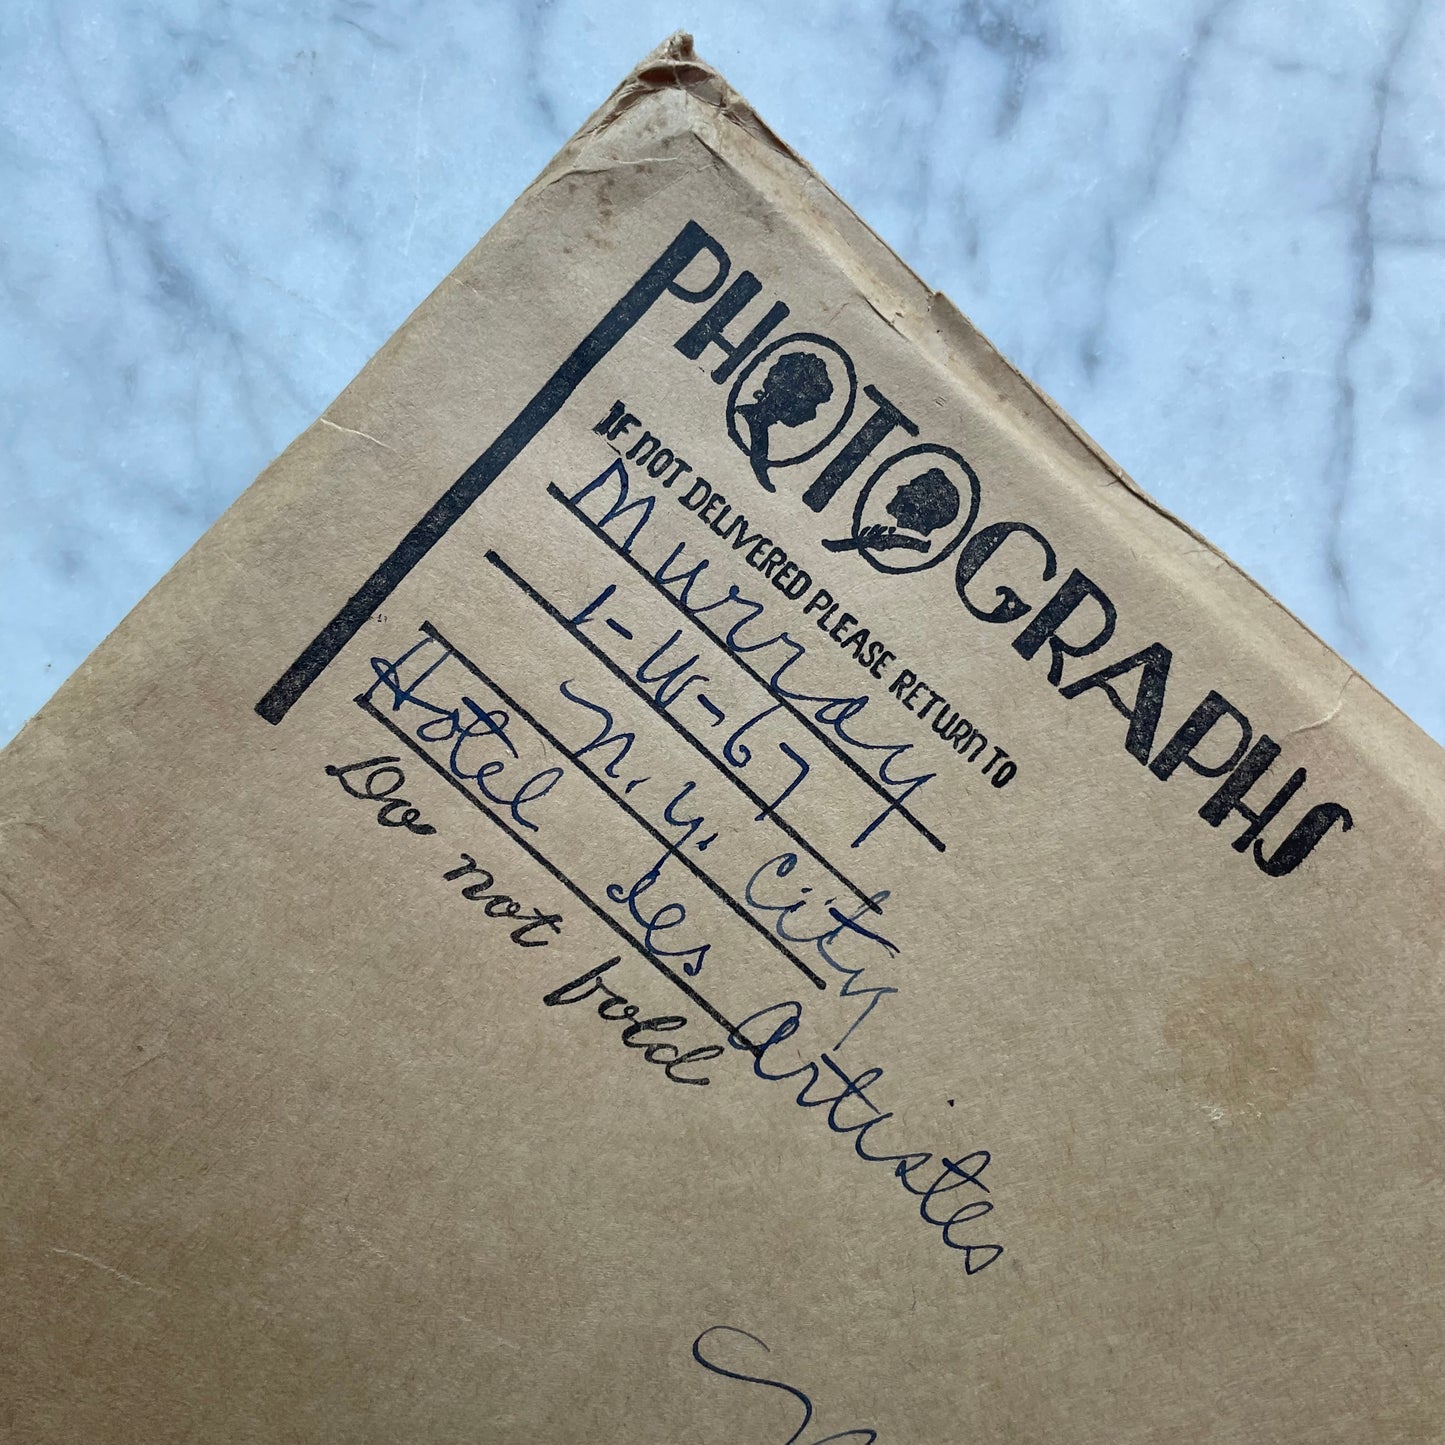 PHOTOGRAPHS
IF NOT DELIVERED PLEASE RETURN TO
Murray
1-W-67
N.Y. City
Hotel des Artistes
Do not fold